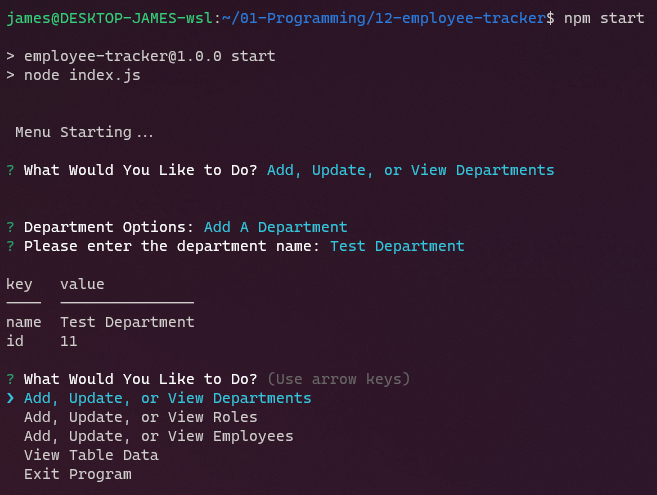 james@DESKTOP-JAMES-wsl:~/01-Programming/12-employee-tracker$ npm start
> employee-tracker@1.0.0 start
> node index.js
Menu Starting...
? What Would You Like to Do? Add, Update, or View Departments
? Department Options: Add A Department
? Please enter the department name: Test Department
key value
name Test Department
id 11
? What Would You Like to Do? (Use arrow keys)
❯ Add, Update, or View Departments
Add, Update, or View Roles
Add, Update, or View Employees
View Table Data
Exit Program